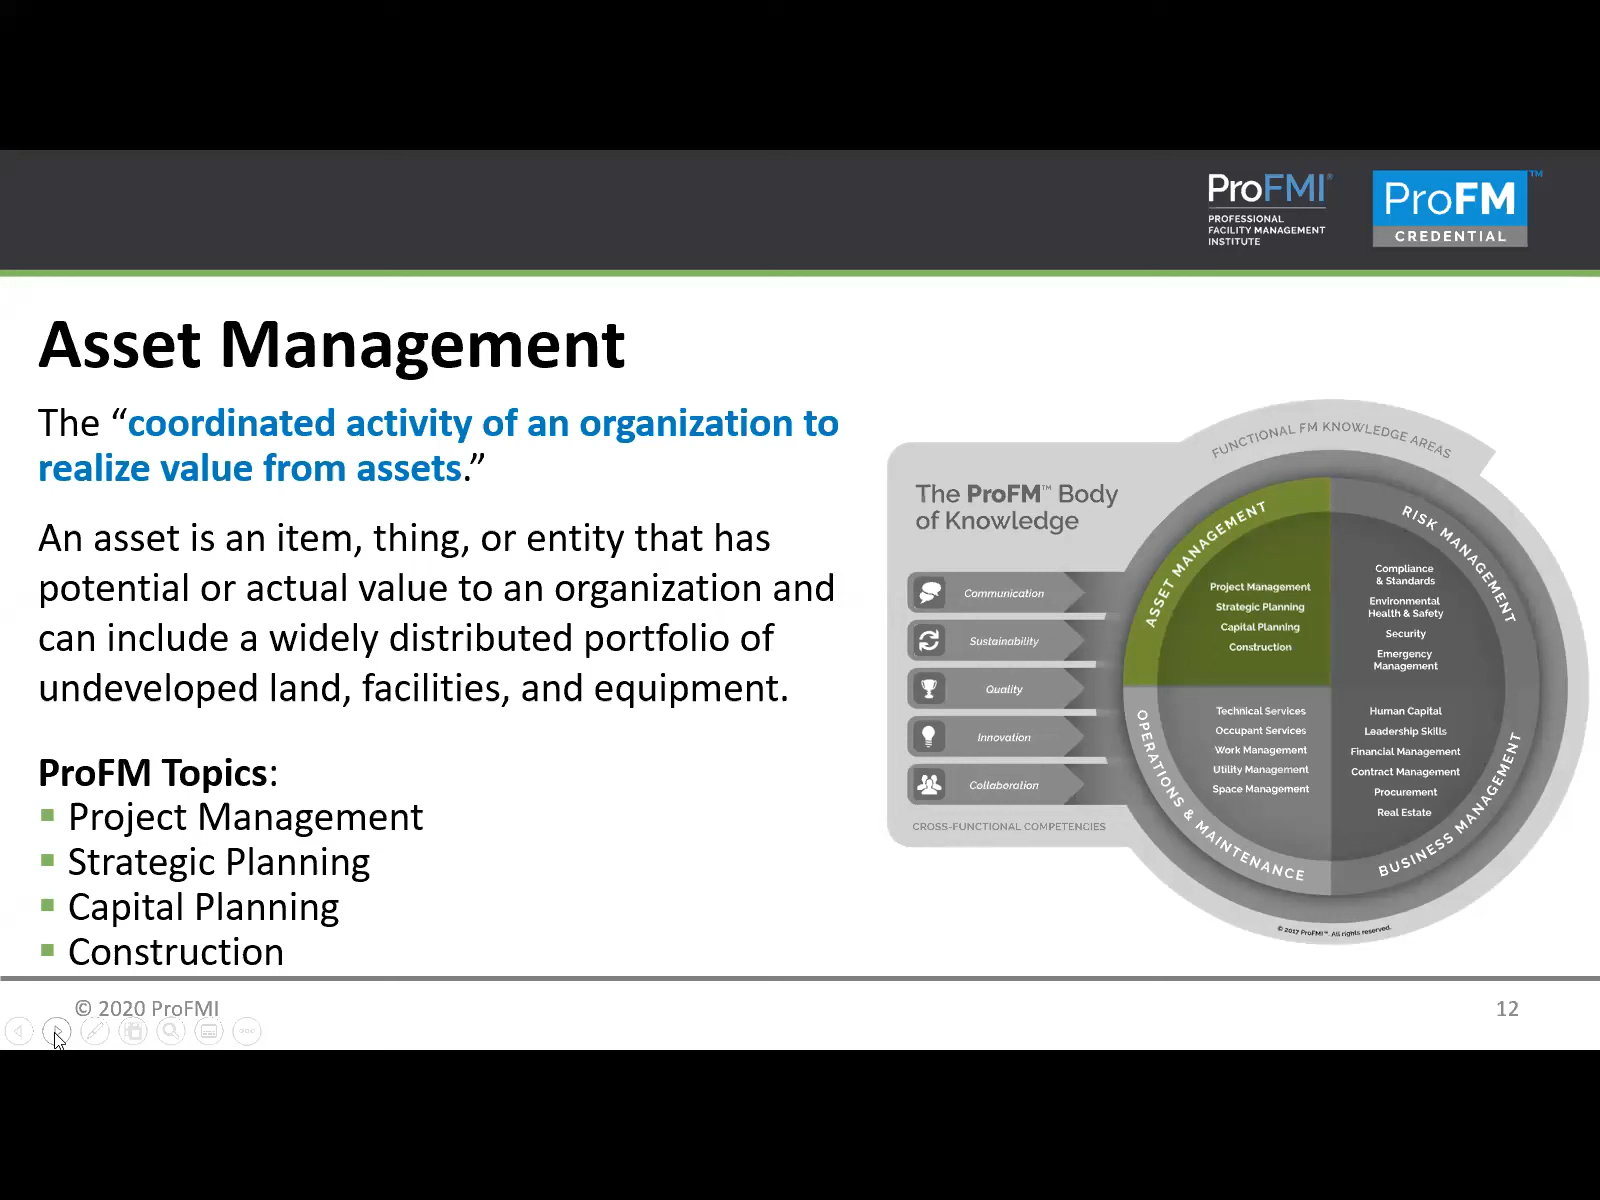 ProFMI®
PROFESSIONAL
FACILITY MANAGEMENT
INSTITUTE
ProFM™
CREDENTIAL
Asset Management
The “coordinated activity of an organization to
realize value from assets.”
An asset is an item, thing, or entity that has
potential or actual value to an organization and
can include a widely distributed portfolio of
undeveloped land, facilities, and equipment.
ProFM Topics:
Project Management
Strategic Planning
Capital Planning
Construction
The ProFM™ Body
of Knowledge
Communication
Sustainability
Quality
Innovation
Collaboration
CROSS-FUNCTIONAL COMPETENCIES
FUNCTIONAL FM KNOWLEDGE AREAS
ASSET MANAGEMENT
Project Management
Strategic Planning
Capital Planning
Construction
RISK MANAGEMENT
Compliance
& Standards
Environmental
Health & Safety
Security
Emergency
Management
OPERATIONS & MAINTENANCE
Technical Services
Occupant Services
Work Management
Utility Management
Space Management
BUSINESS MANAGEMENT
Human Capital
Leadership Skills
Financial Management
Contract Management
Procurement
Real Estate
© 2017 ProFMI™. All rights reserved.
© 2020 ProFMI
12